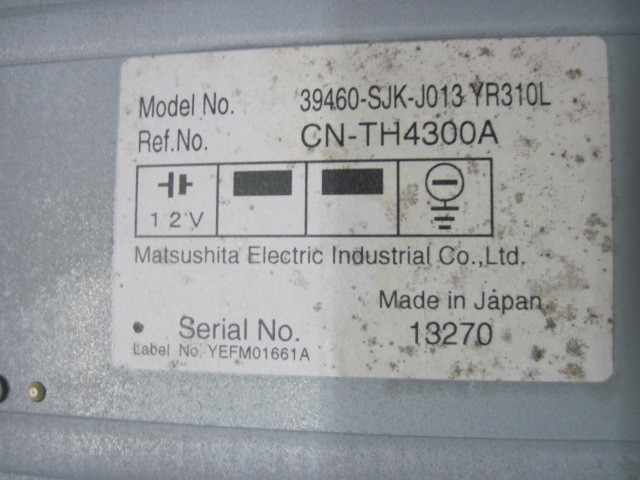 Model No. 39460-SJK-J013 YR310L
Ref.No. CN-TH4300A
12V
Matsushita Electric Industrial Co.,Ltd.
Made in Japan
Serial No. 13270
Label No. YEFM01661A